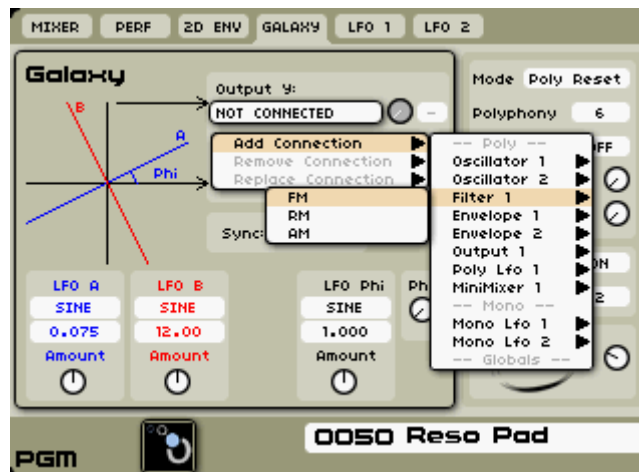 MIXER PERF 2D ENV GALAXY LFO 1 LFO 2
Galaxy
B
A
Phi
Output Y:
NOT CONNECTED
Add Connection
Remove Connection
Replace Connection
FM
RM
AM
Sync:
-- Poly --
Oscillator 1
Oscillator 2
Filter 1
Envelope 1
Envelope 2
Output 1
Poly Lfo 1
MiniMixer 1
-- Mono --
Mono Lfo 1
Mono Lfo 2
-- Globals --
Mode Poly Reset
Polyphony 6
LFO A
SINE
0.075
Amount
LFO B
SINE
12.00
Amount
LFO Phi
SINE
1.000
Amount
PGM
0050 Reso Pad